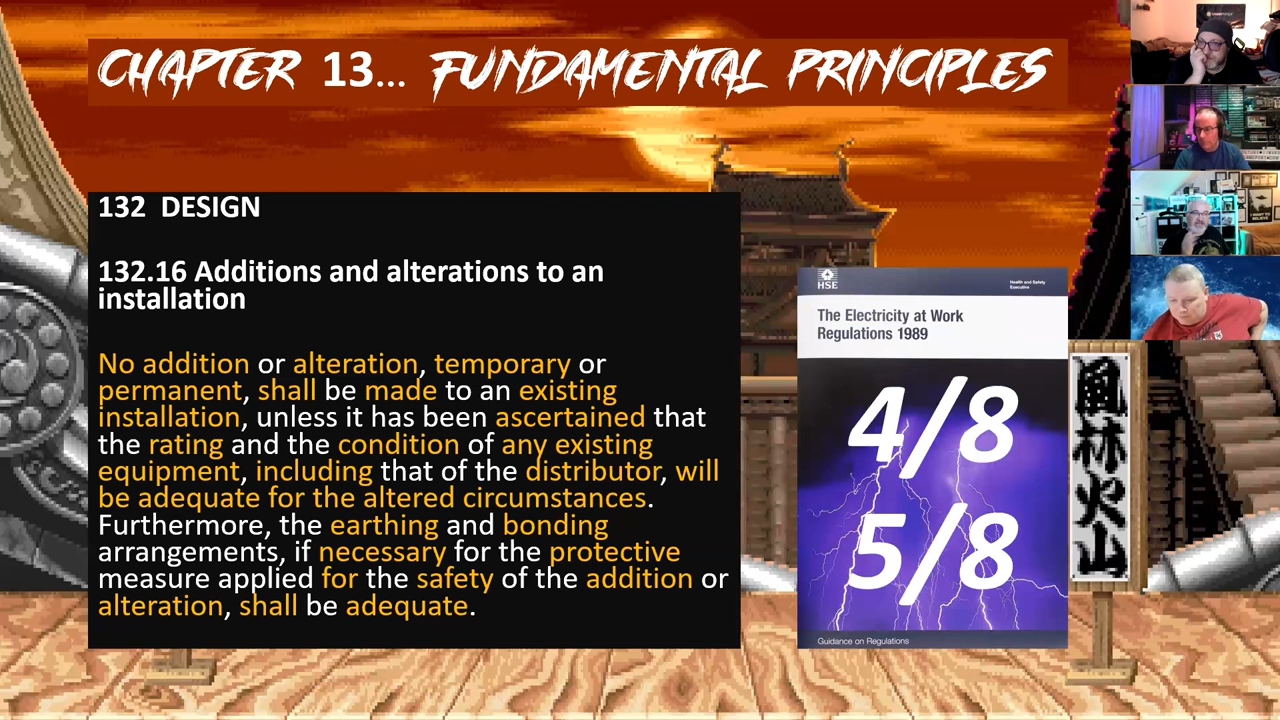 CHAPTER 13... FUNDAMENTAL PRINCIPLES
132 DESIGN
132.16 Additions and alterations to an
installation
No addition or alteration, temporary or
permanent, shall be made to an existing
installation, unless it has been ascertained that
the rating and the condition of any existing
equipment, including that of the distributor, will
be adequate for the altered circumstances.
Furthermore, the earthing and bonding
arrangements, if necessary for the protective
measure applied for the safety of the addition or
alteration, shall be adequate.
HSE
Health and Safety
Executive
The Electricity at Work
Regulations 1989
4/8
5/8
Guidance on Regulations
風
林
火
山
I WANT TO
BELIEVE